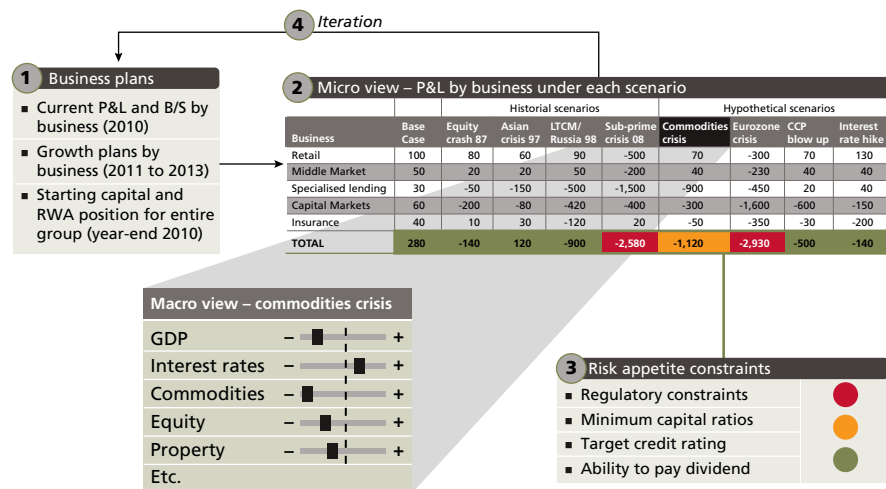 4 Iteration
1 Business plans
■ Current P&L and B/S by
business (2010)
■ Growth plans by
business (2011 to 2013)
■ Starting capital and
RWA position for entire
group (year-end 2010)
2 Micro view – P&L by business under each scenario
Historial scenarios Hypothetical scenarios
Business Base Case Equity crash 87 Asian crisis 97 LTCM/ Russia 98 Sub-prime crisis 08 Commodities crisis Eurozone crisis CCP blow up Interest rate hike
Retail 100 80 60 90 -500 70 -300 70 130
Middle Market 50 20 20 50 -200 40 -230 40 40
Specialised lending 30 -50 -150 -500 -1,500 -900 -450 20 40
Capital Markets 60 -200 -80 -420 -400 -300 -1,600 -600 -150
Insurance 40 10 30 -120 20 -50 -350 -30 -200
TOTAL 280 -140 120 -900 -2,580 -1,120 -2,930 -500 -140
Macro view – commodities crisis
GDP – +
Interest rates – +
Commodities – +
Equity – +
Property – +
Etc.
3 Risk appetite constraints
■ Regulatory constraints
■ Minimum capital ratios
■ Target credit rating
■ Ability to pay dividend